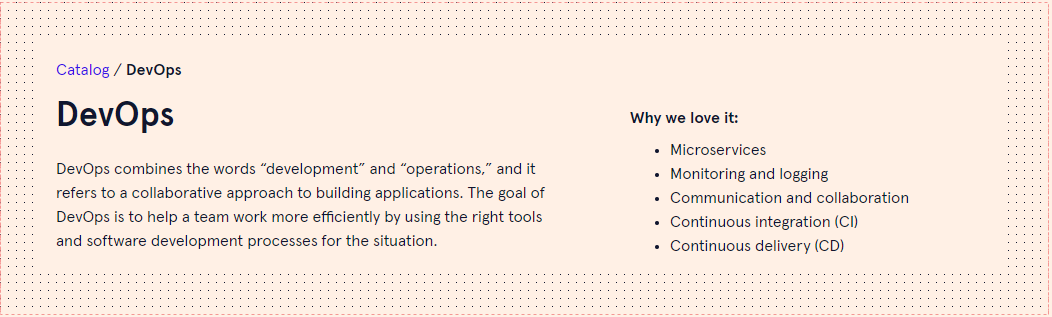 Catalog / DevOps
DevOps
DevOps combines the words “development” and “operations,” and it
refers to a collaborative approach to building applications. The goal of
DevOps is to help a team work more efficiently by using the right tools
and software development processes for the situation.
Why we love it:
• Microservices
• Monitoring and logging
• Communication and collaboration
• Continuous integration (CI)
• Continuous delivery (CD)